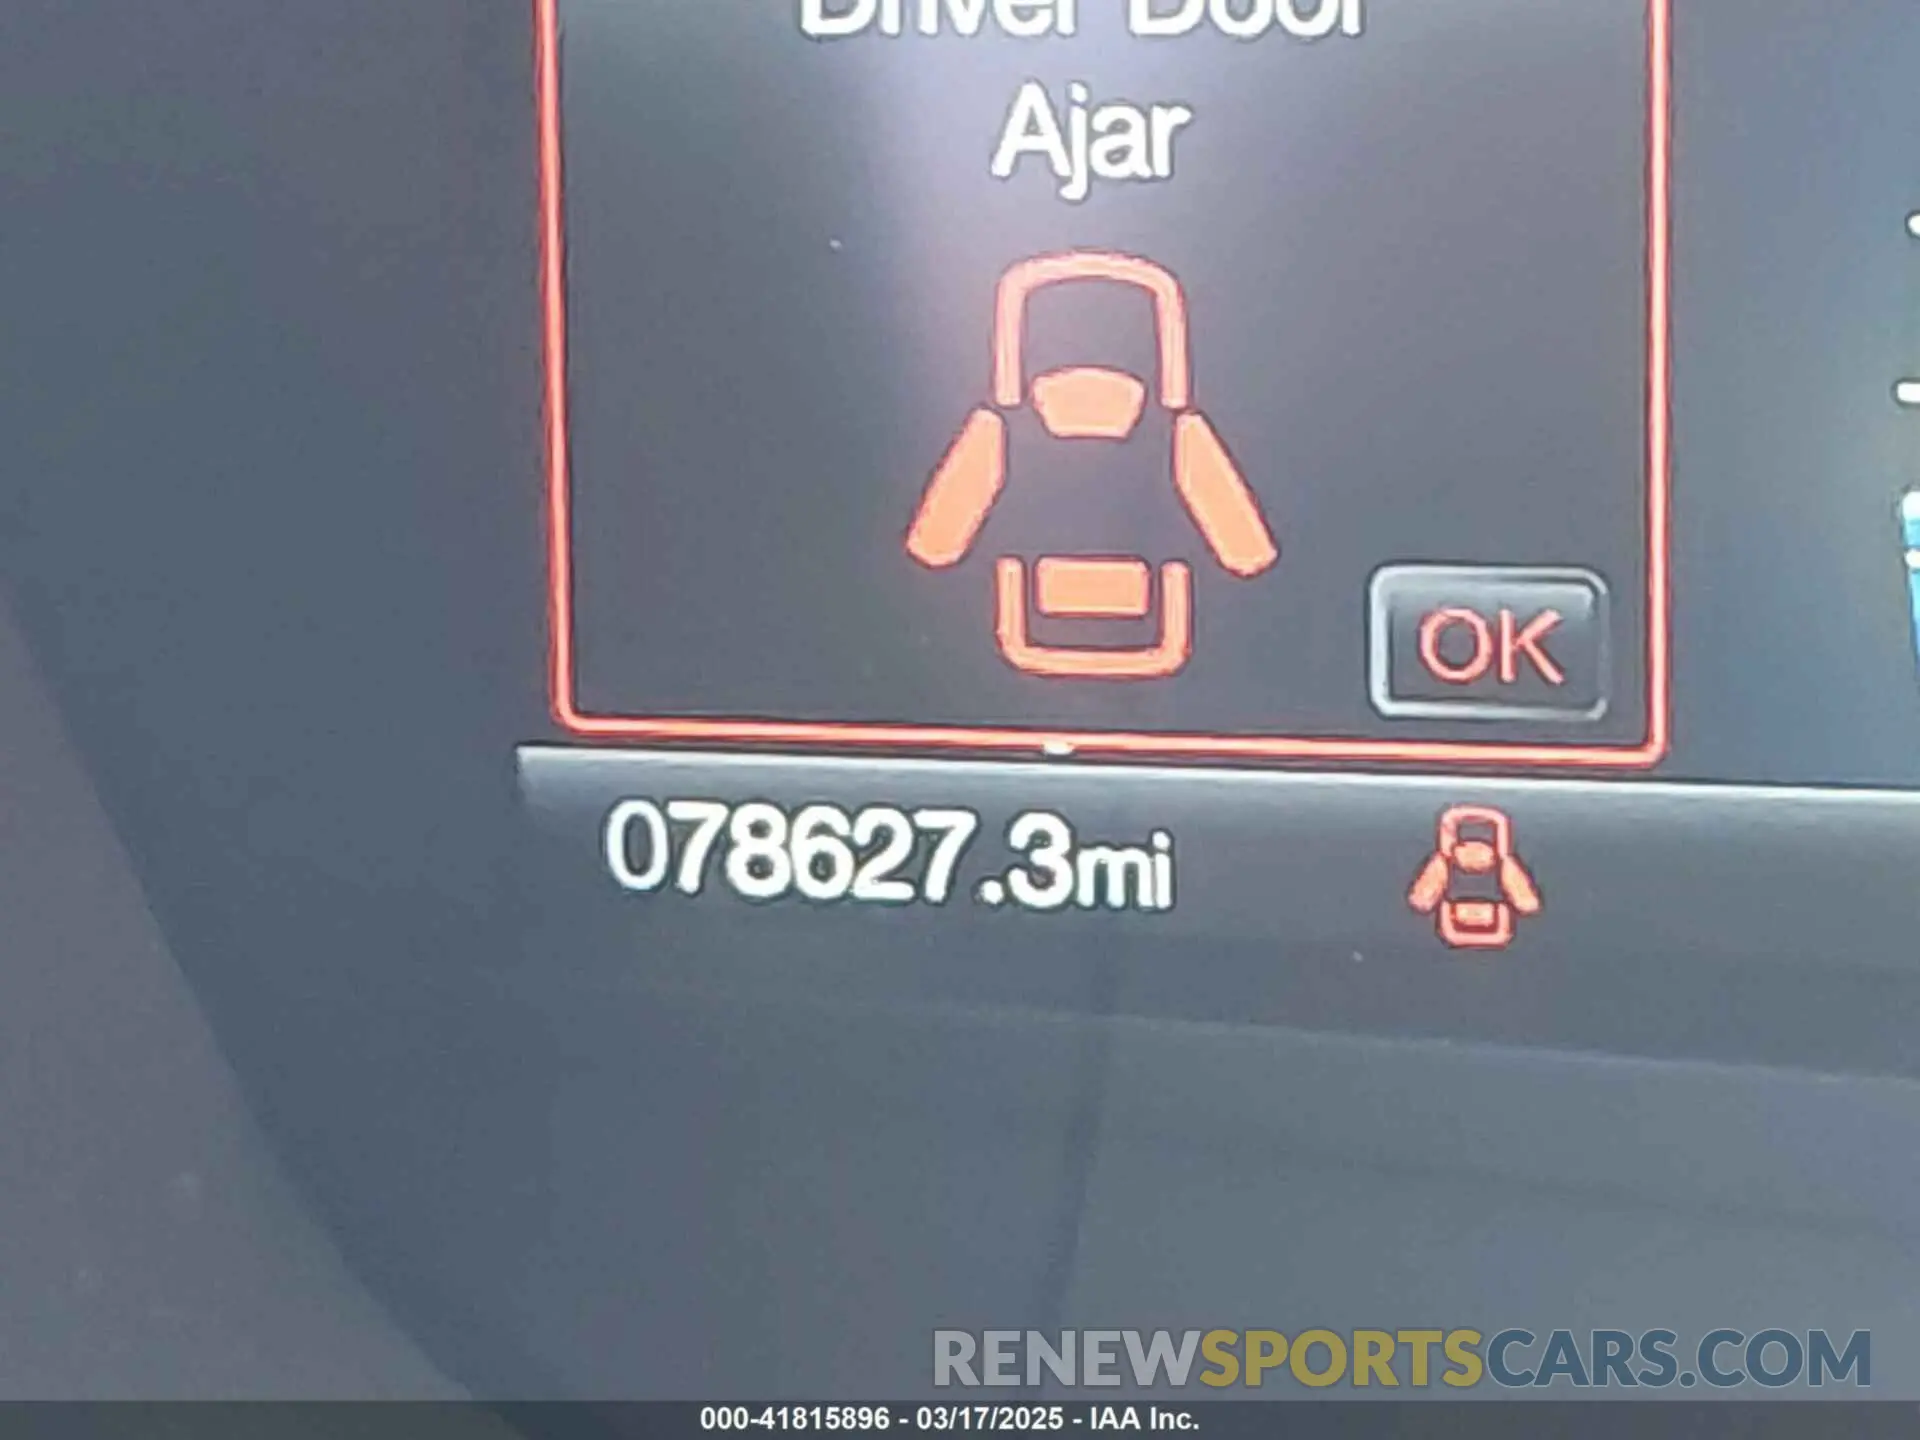 Driver Door
Ajar
OK
078627.3mi
RENEWSPORTSCARS.COM
000-41815896 - 03/17/2025 - IAA Inc.